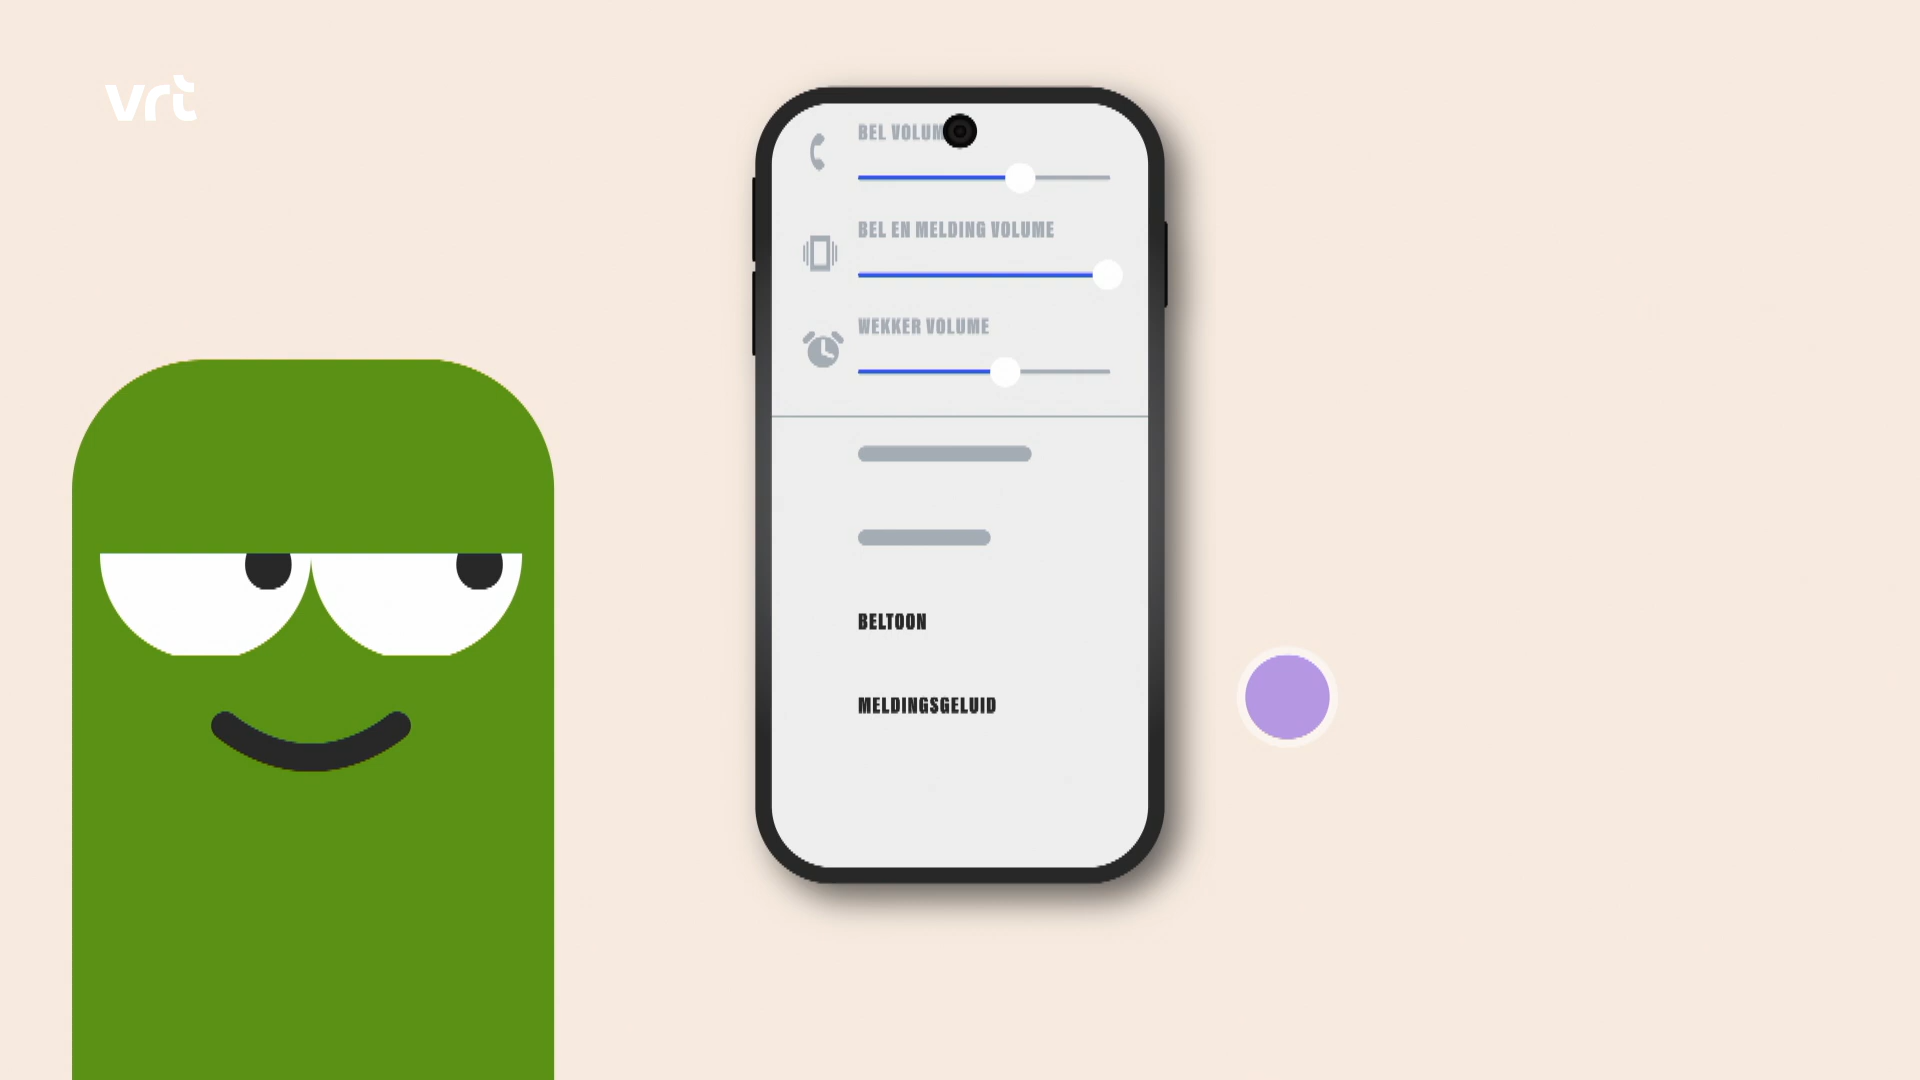 vrt
BEL VOLUM
BEL EN MELDING VOLUME
WEKKER VOLUME
BELTOON
MELDINGSGELUID